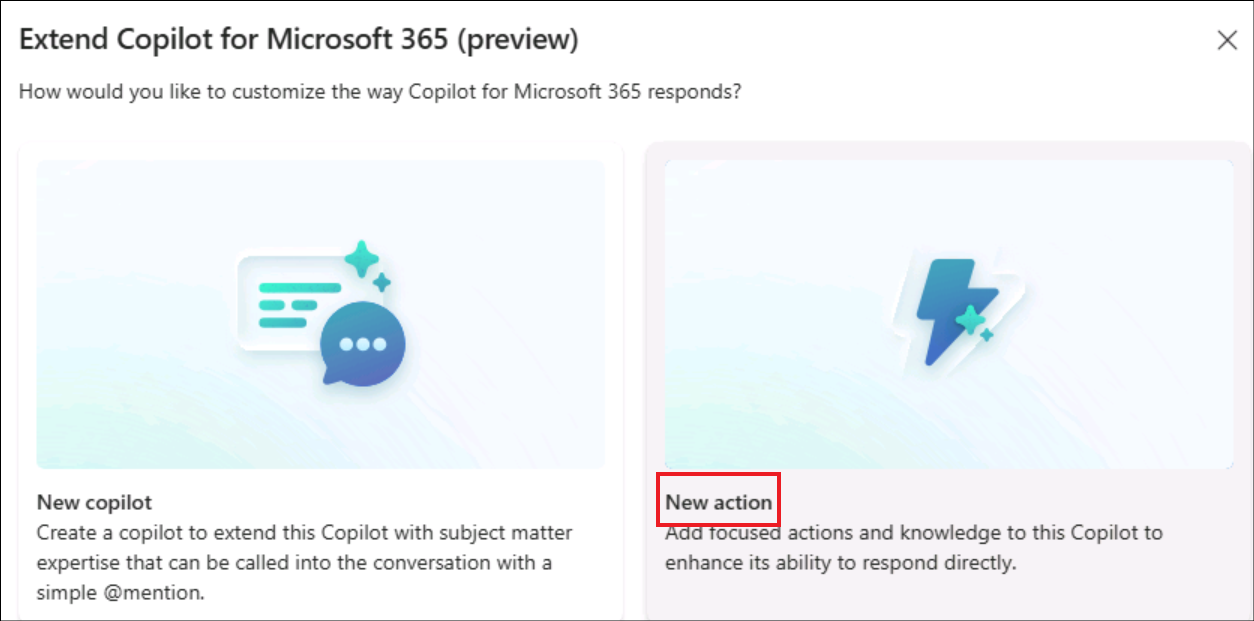 Extend Copilot for Microsoft 365 (preview)
How would you like to customize the way Copilot for Microsoft 365 responds?
New copilot
Create a copilot to extend this Copilot with subject matter
expertise that can be called into the conversation with a
simple @mention.
New action
Add focused actions and knowledge to this Copilot to
enhance its ability to respond directly.